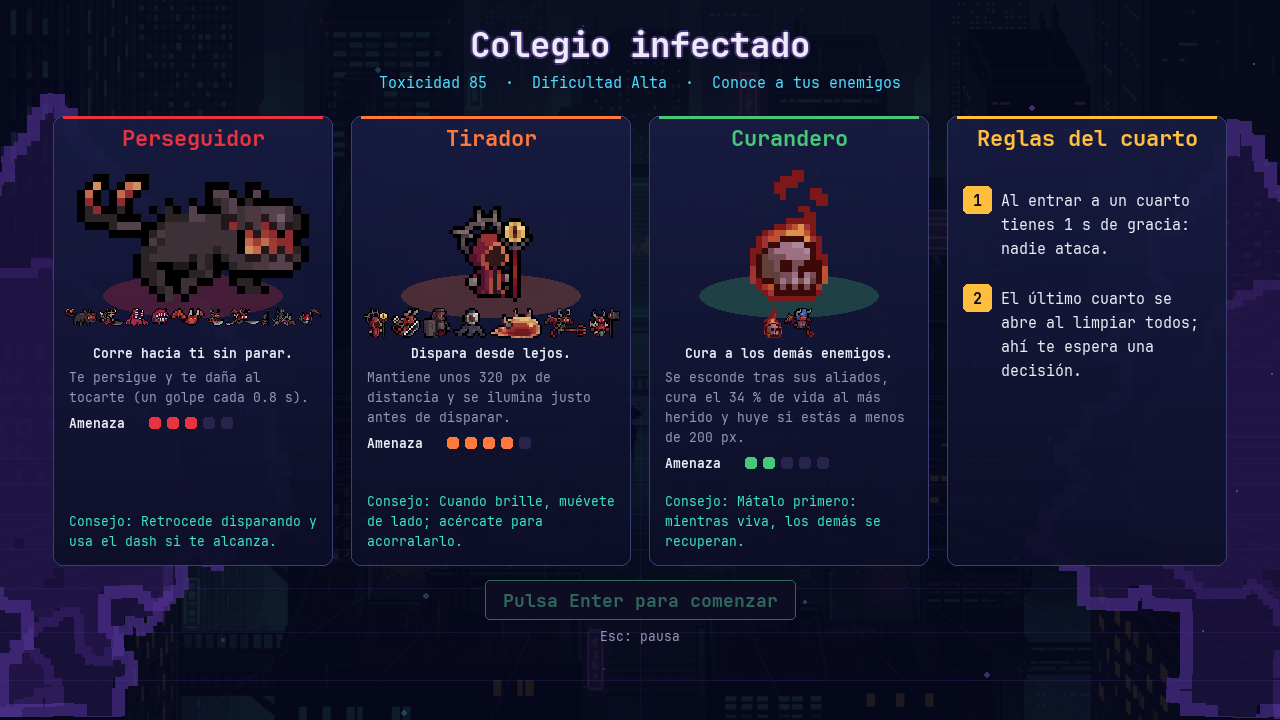 Colegio infectado
Toxicidad 85 · Dificultad Alta · Conoce a tus enemigos
Perseguidor
Corre hacia ti sin parar.
Te persigue y te daña al
tocarte (un golpe cada 0.8 s).
Amenaza
Consejo: Retrocede disparando y
usa el dash si te alcanza.
Tirador
Dispara desde lejos.
Mantiene unos 320 px de
distancia y se ilumina justo
antes de disparar.
Amenaza
Consejo: Cuando brille, muévete
de lado; acércate para
acorralarlo.
Curandero
Cura a los demás enemigos.
Se esconde tras sus aliados,
cura el 34 % de vida al más
herido y huye si estás a menos
de 200 px.
Amenaza
Consejo: Mátalo primero:
mientras viva, los demás se
recuperan.
Reglas del cuarto
1 Al entrar a un cuarto
tienes 1 s de gracia:
nadie ataca.
2 El último cuarto se
abre al limpiar todos;
ahí te espera una
decisión.
Pulsa Enter para comenzar
Esc: pausa